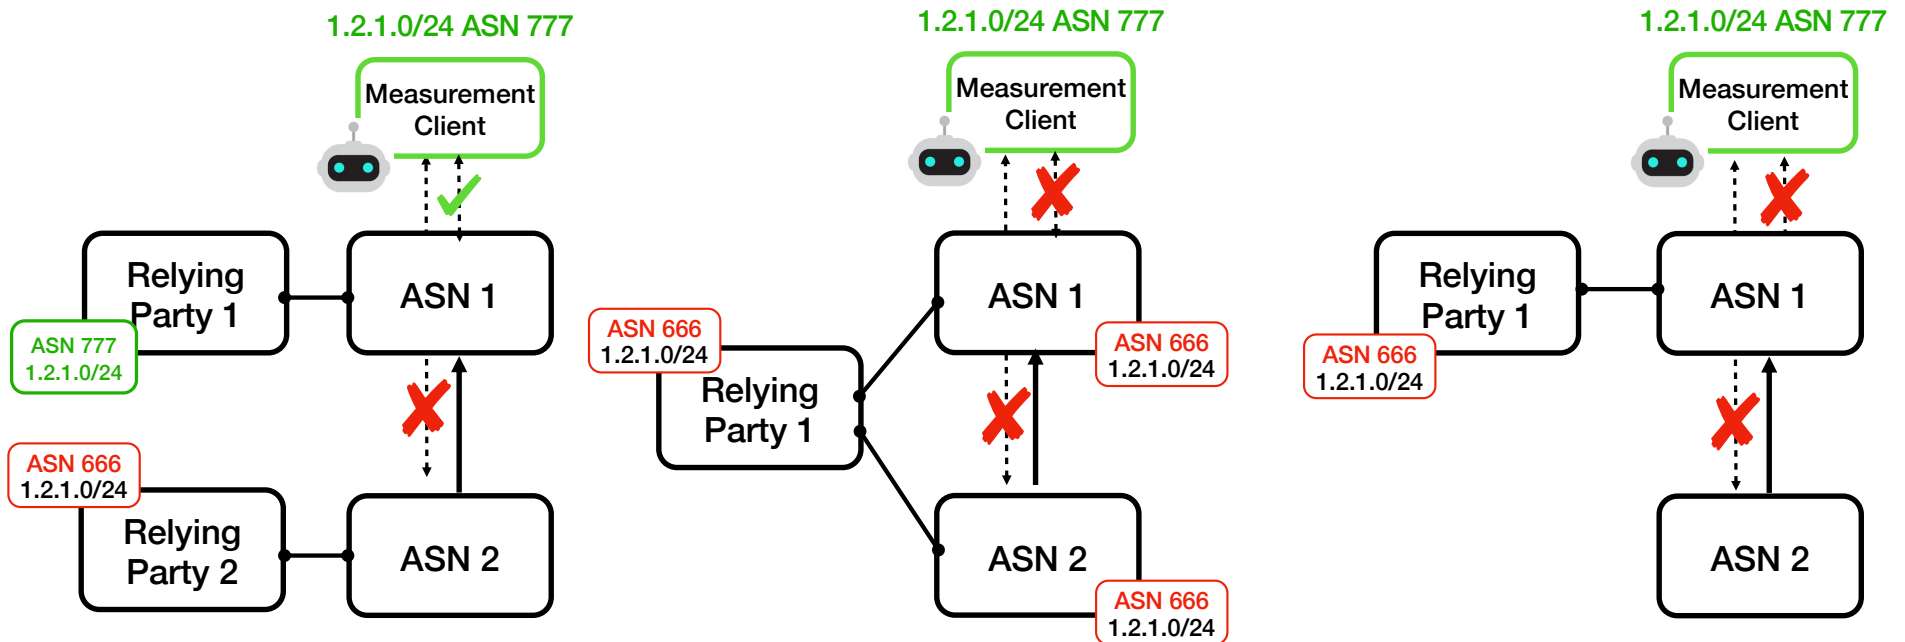 1.2.1.0/24 ASN 777
Measurement
Client
Relying
Party 1
ASN 777
1.2.1.0/24
ASN 1
ASN 666
1.2.1.0/24
Relying
Party 2
ASN 2
1.2.1.0/24 ASN 777
Measurement
Client
ASN 1
ASN 666
1.2.1.0/24
ASN 666
1.2.1.0/24
Relying
Party 1
ASN 2
ASN 666
1.2.1.0/24
1.2.1.0/24 ASN 777
Measurement
Client
Relying
Party 1
ASN 666
1.2.1.0/24
ASN 1
ASN 2